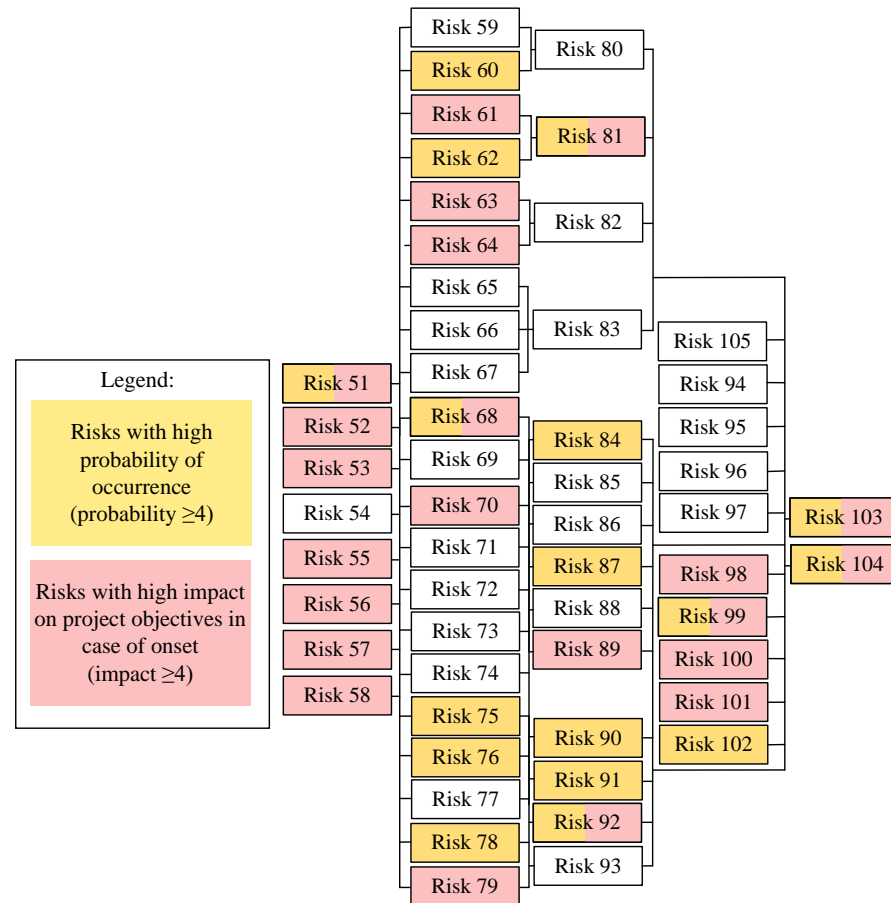 Legend:
Risks with high
probability of
occurrence
(probability ≥4)
Risks with high impact
on project objectives in
case of onset
(impact ≥4)
Risk 51
Risk 52
Risk 53
Risk 54
Risk 55
Risk 56
Risk 57
Risk 58
Risk 59
Risk 60
Risk 61
Risk 62
Risk 63
Risk 64
Risk 65
Risk 66
Risk 67
Risk 68
Risk 69
Risk 70
Risk 71
Risk 72
Risk 73
Risk 74
Risk 75
Risk 76
Risk 77
Risk 78
Risk 79
Risk 80
Risk 81
Risk 82
Risk 83
Risk 84
Risk 85
Risk 86
Risk 87
Risk 88
Risk 89
Risk 90
Risk 91
Risk 92
Risk 93
Risk 105
Risk 94
Risk 95
Risk 96
Risk 97
Risk 98
Risk 99
Risk 100
Risk 101
Risk 102
Risk 103
Risk 104